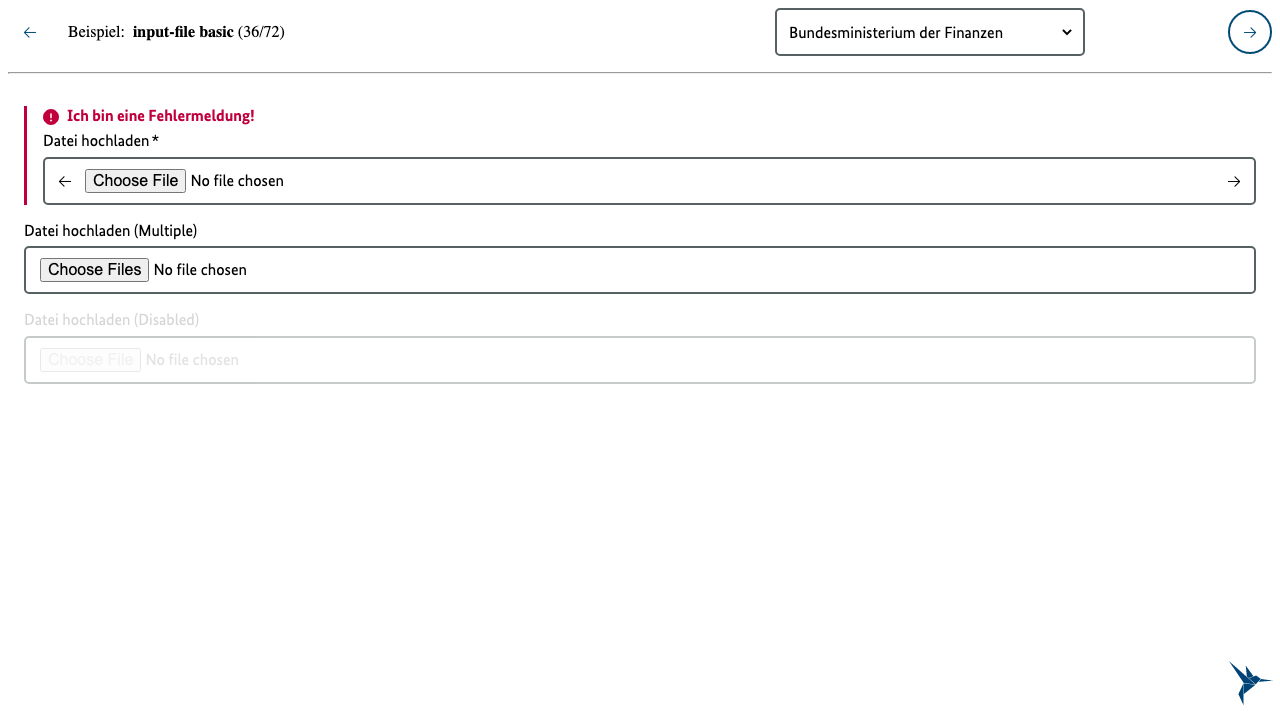 Beispiel: input-file basic (36/72)
Bundesministerium der Finanzen
Ich bin eine Fehlermeldung!
Datei hochladen*
Choose File No file chosen
Datei hochladen (Multiple)
Choose Files No file chosen
Datei hochladen (Disabled)
Choose File No file chosen